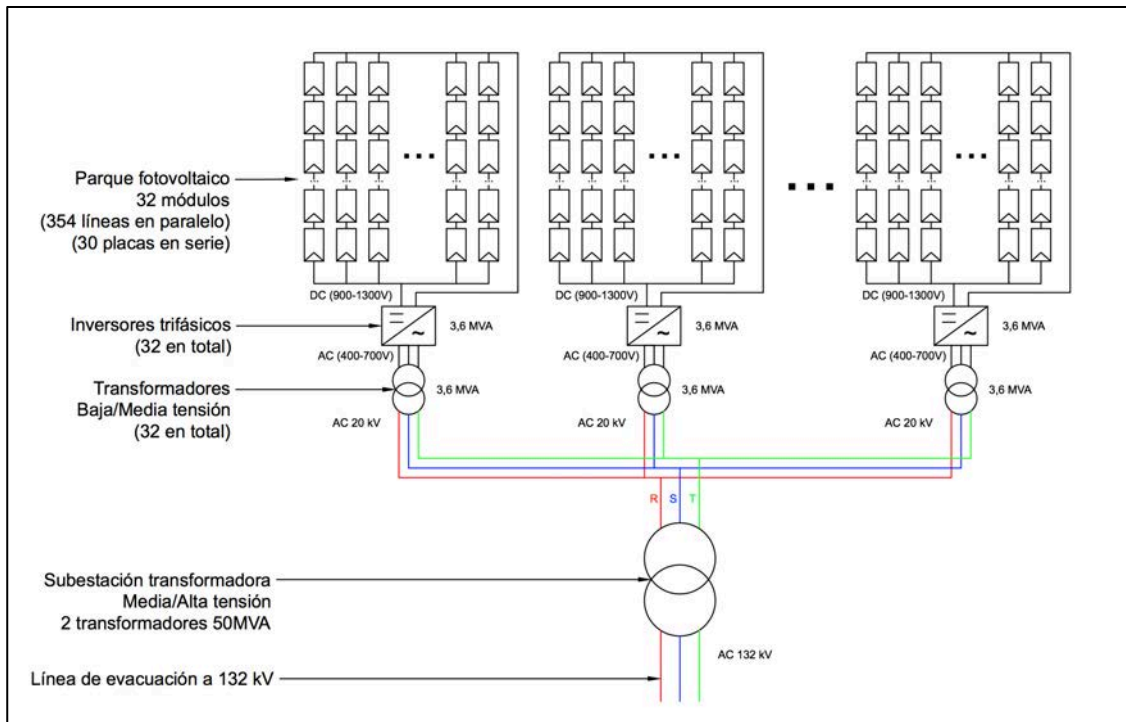 Parque fotovoltaico
32 módulos
(354 líneas en paralelo)
(30 placas en serie)
DC (900-1300V)
DC (900-1300V)
DC (900-1300V)
Inversores trifásicos
(32 en total)
3,6 MVA
3,6 MVA
3,6 MVA
AC (400-700V)
AC (400-700V)
AC (400-700V)
Transformadores
Baja/Media tensión
(32 en total)
3,6 MVA
3,6 MVA
3,6 MVA
AC 20 kV
AC 20 kV
AC 20 kV
R S T
Subestación transformadora
Media/Alta tensión
2 transformadores 50MVA
AC 132 kV
Línea de evacuación a 132 kV